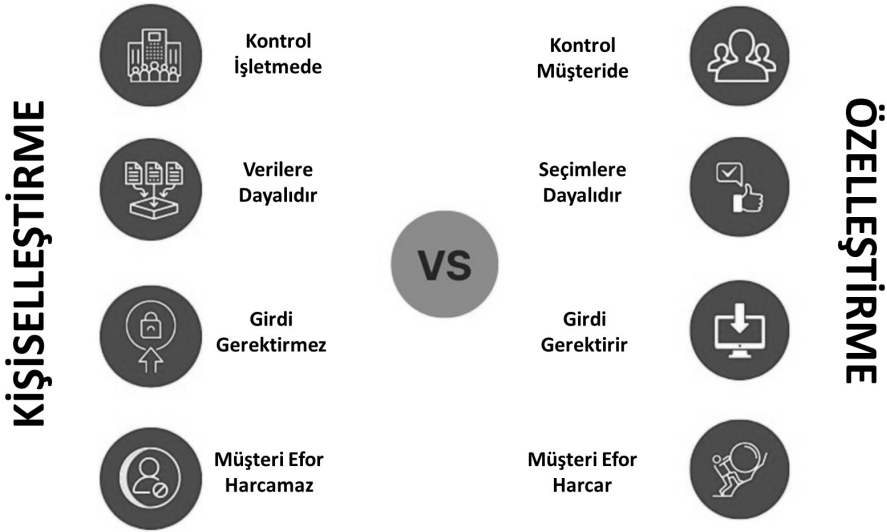 KİŞİSELLEŞTİRME
Kontrol
İşletmede
Verilere
Dayalıdır
Girdi
Gerektirmez
Müşteri Efor
Harcamaz
VS
Kontrol
Müşteride
Seçimlere
Dayalıdır
Girdi
Gerektirir
Müşteri Efor
Harcar
ÖZELLEŞTİRME